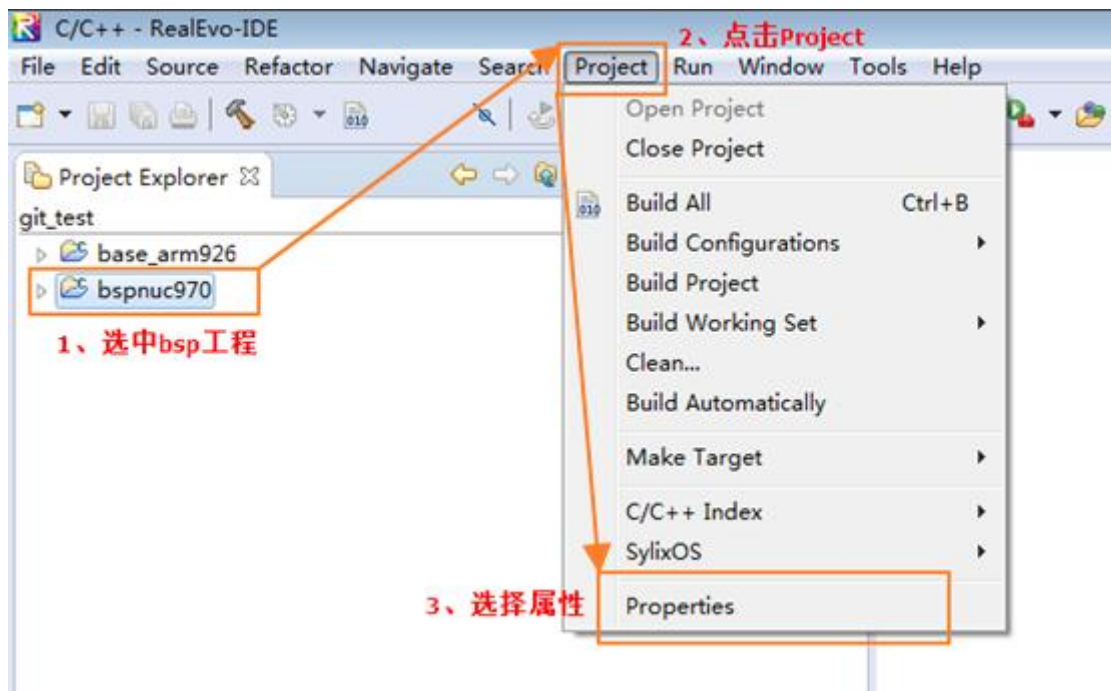 C/C++ - RealEvo-IDE
2、点击Project
File Edit Source Refactor Navigate Search Project Run Window Tools Help
010
Project Explorer
git_test
base_arm926
bspnuc970
1、选中bsp工程
Open Project
Close Project
010 Build All Ctrl+B
Build Configurations
Build Project
Build Working Set
Clean...
Build Automatically
Make Target
C/C++ Index
SylixOS
3、选择属性
Properties